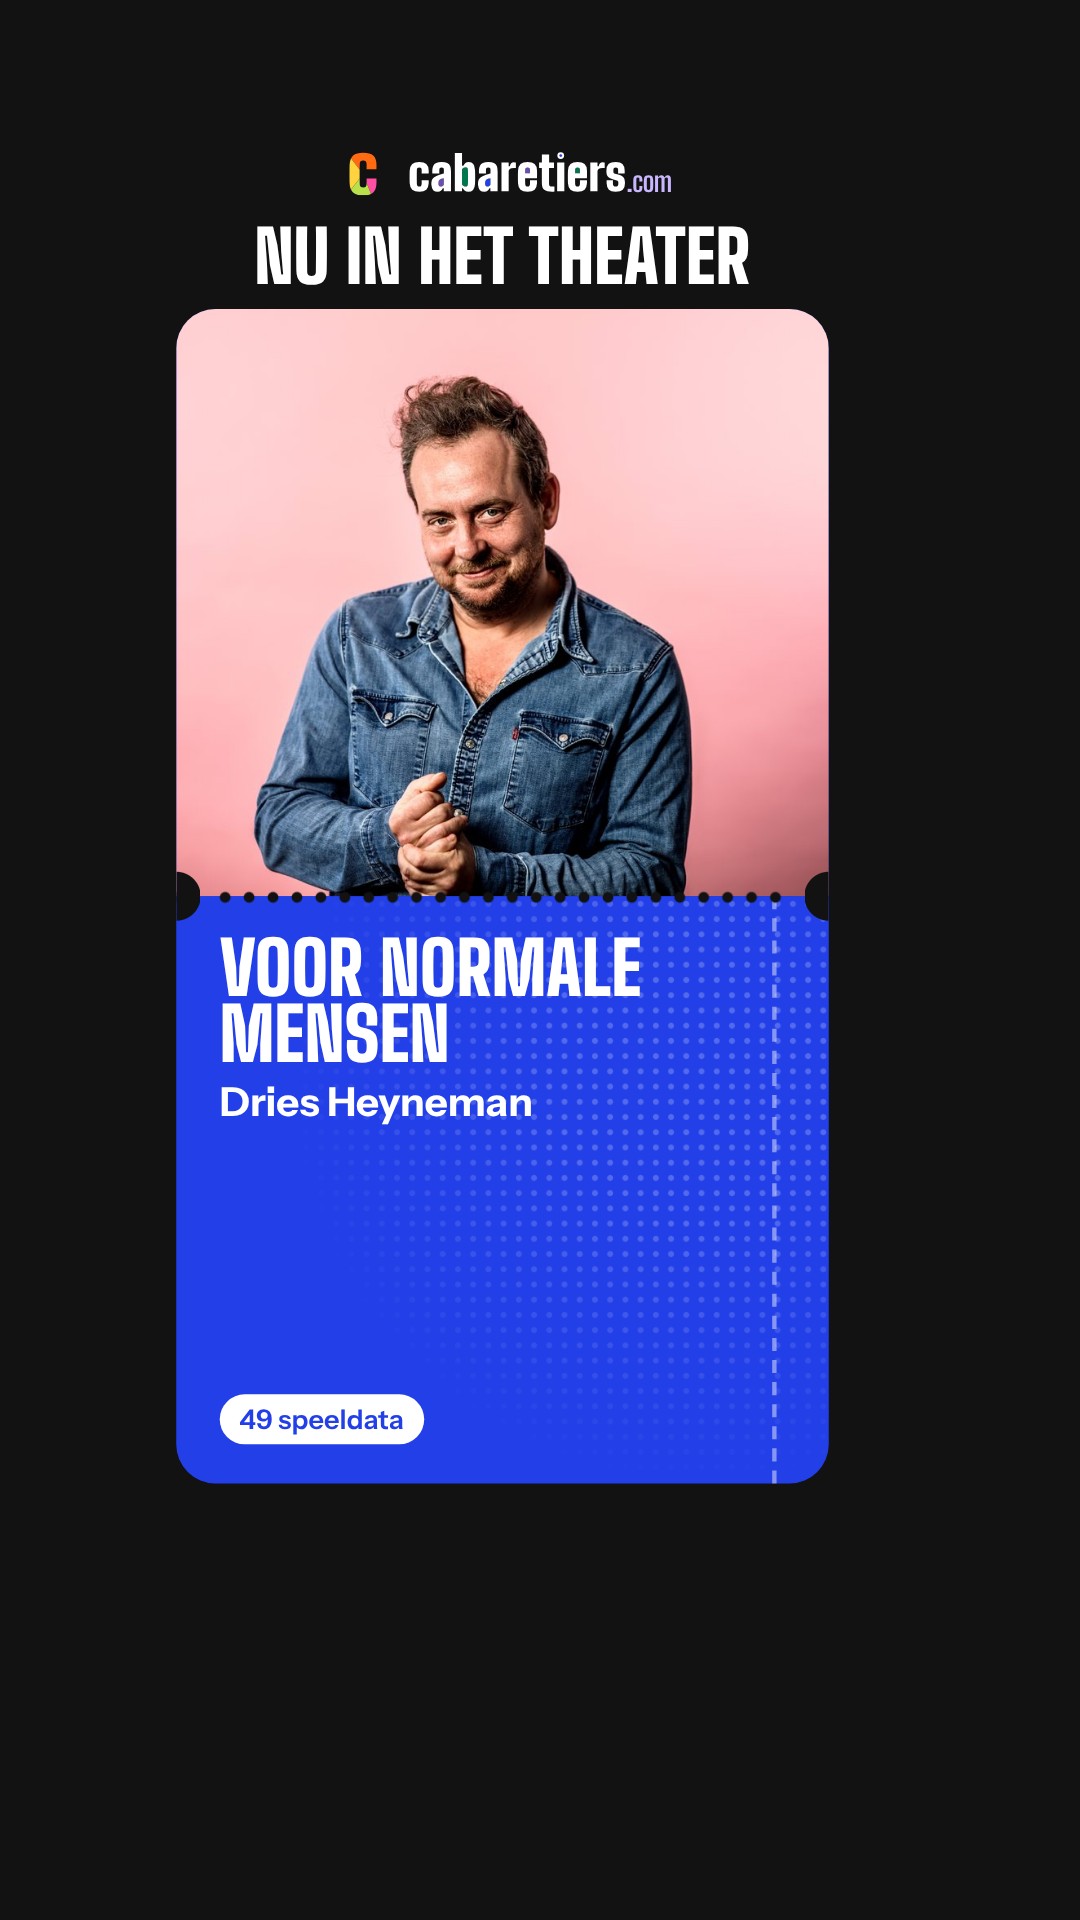 cabaretiers.com
NU IN HET THEATER
VOOR NORMALE
MENSEN
Dries Heyneman
49 speeldata